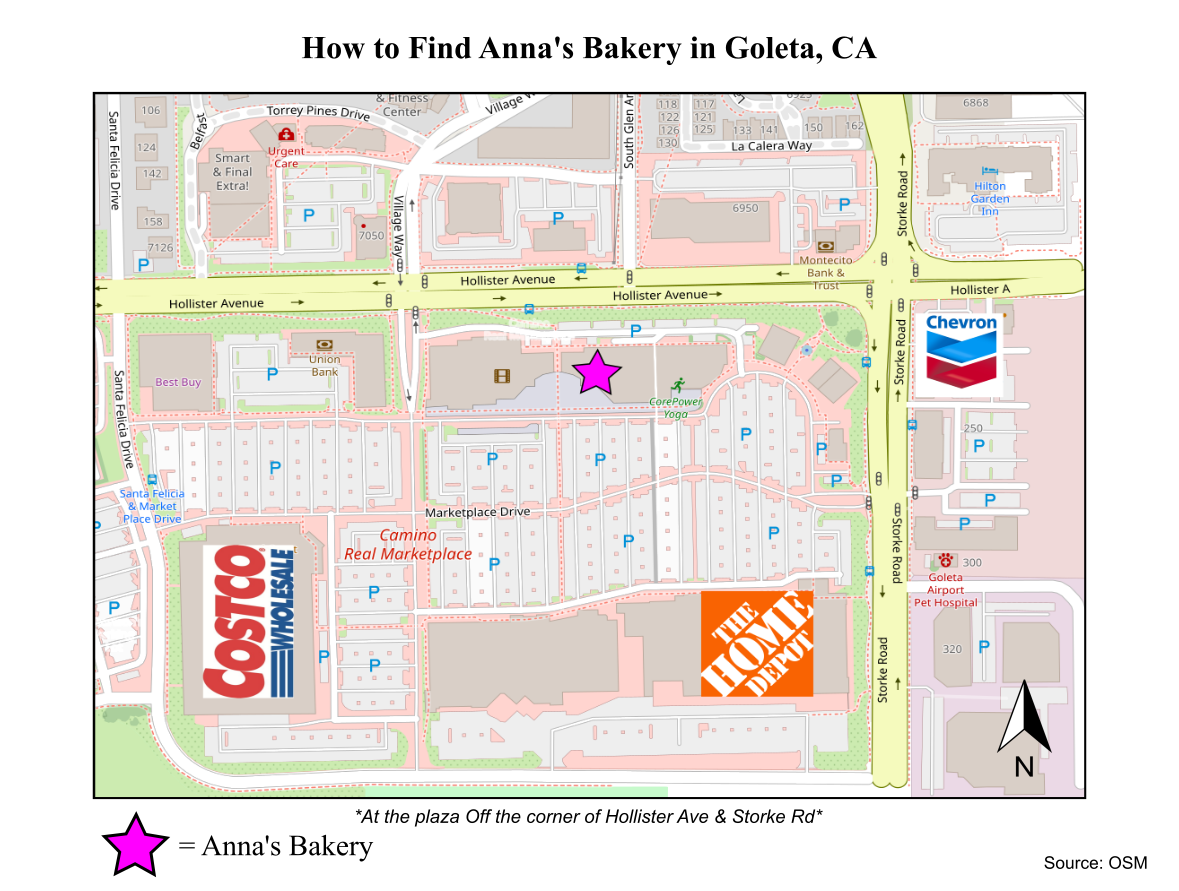 How to Find Anna's Bakery in Goleta, CA
106
Torrey Pines Drive
& Fitness
Center
Village W
South Glen An
118
122
126
130
117
121
125
133
141
150
162
La Calera Way
6868
Santa Felicia Drive
Belfast
124
142
158
7126
P
Smart
& Final
Extra!
Urgent
Care
P
7050
Village Way
P
6950
P
Montecito
Bank &
Trust
Storke Road
Hilton
Garden
Inn
Hollister Avenue
Hollister Avenue
Hollister Avenue
Hollister A
Best Buy
Union
Bank
P
P
CorePower
Yoga
Storke Road
Chevron
Santa Felicia Drive
P
P
P
P
P
P
250
P
P
P
Santa Felicia
& Market
Place Drive
P
Marketplace Drive
Camino
Real Marketplace
P
P
P
P
Storke Road
300
Goleta
Airport
Pet Hospital
COSTCO
WHOLESALE
P
P
P
THE
HOME
DEPOT
Storke Road
320
P
P
N
*At the plaza Off the corner of Hollister Ave & Storke Rd*
= Anna's Bakery
Source: OSM